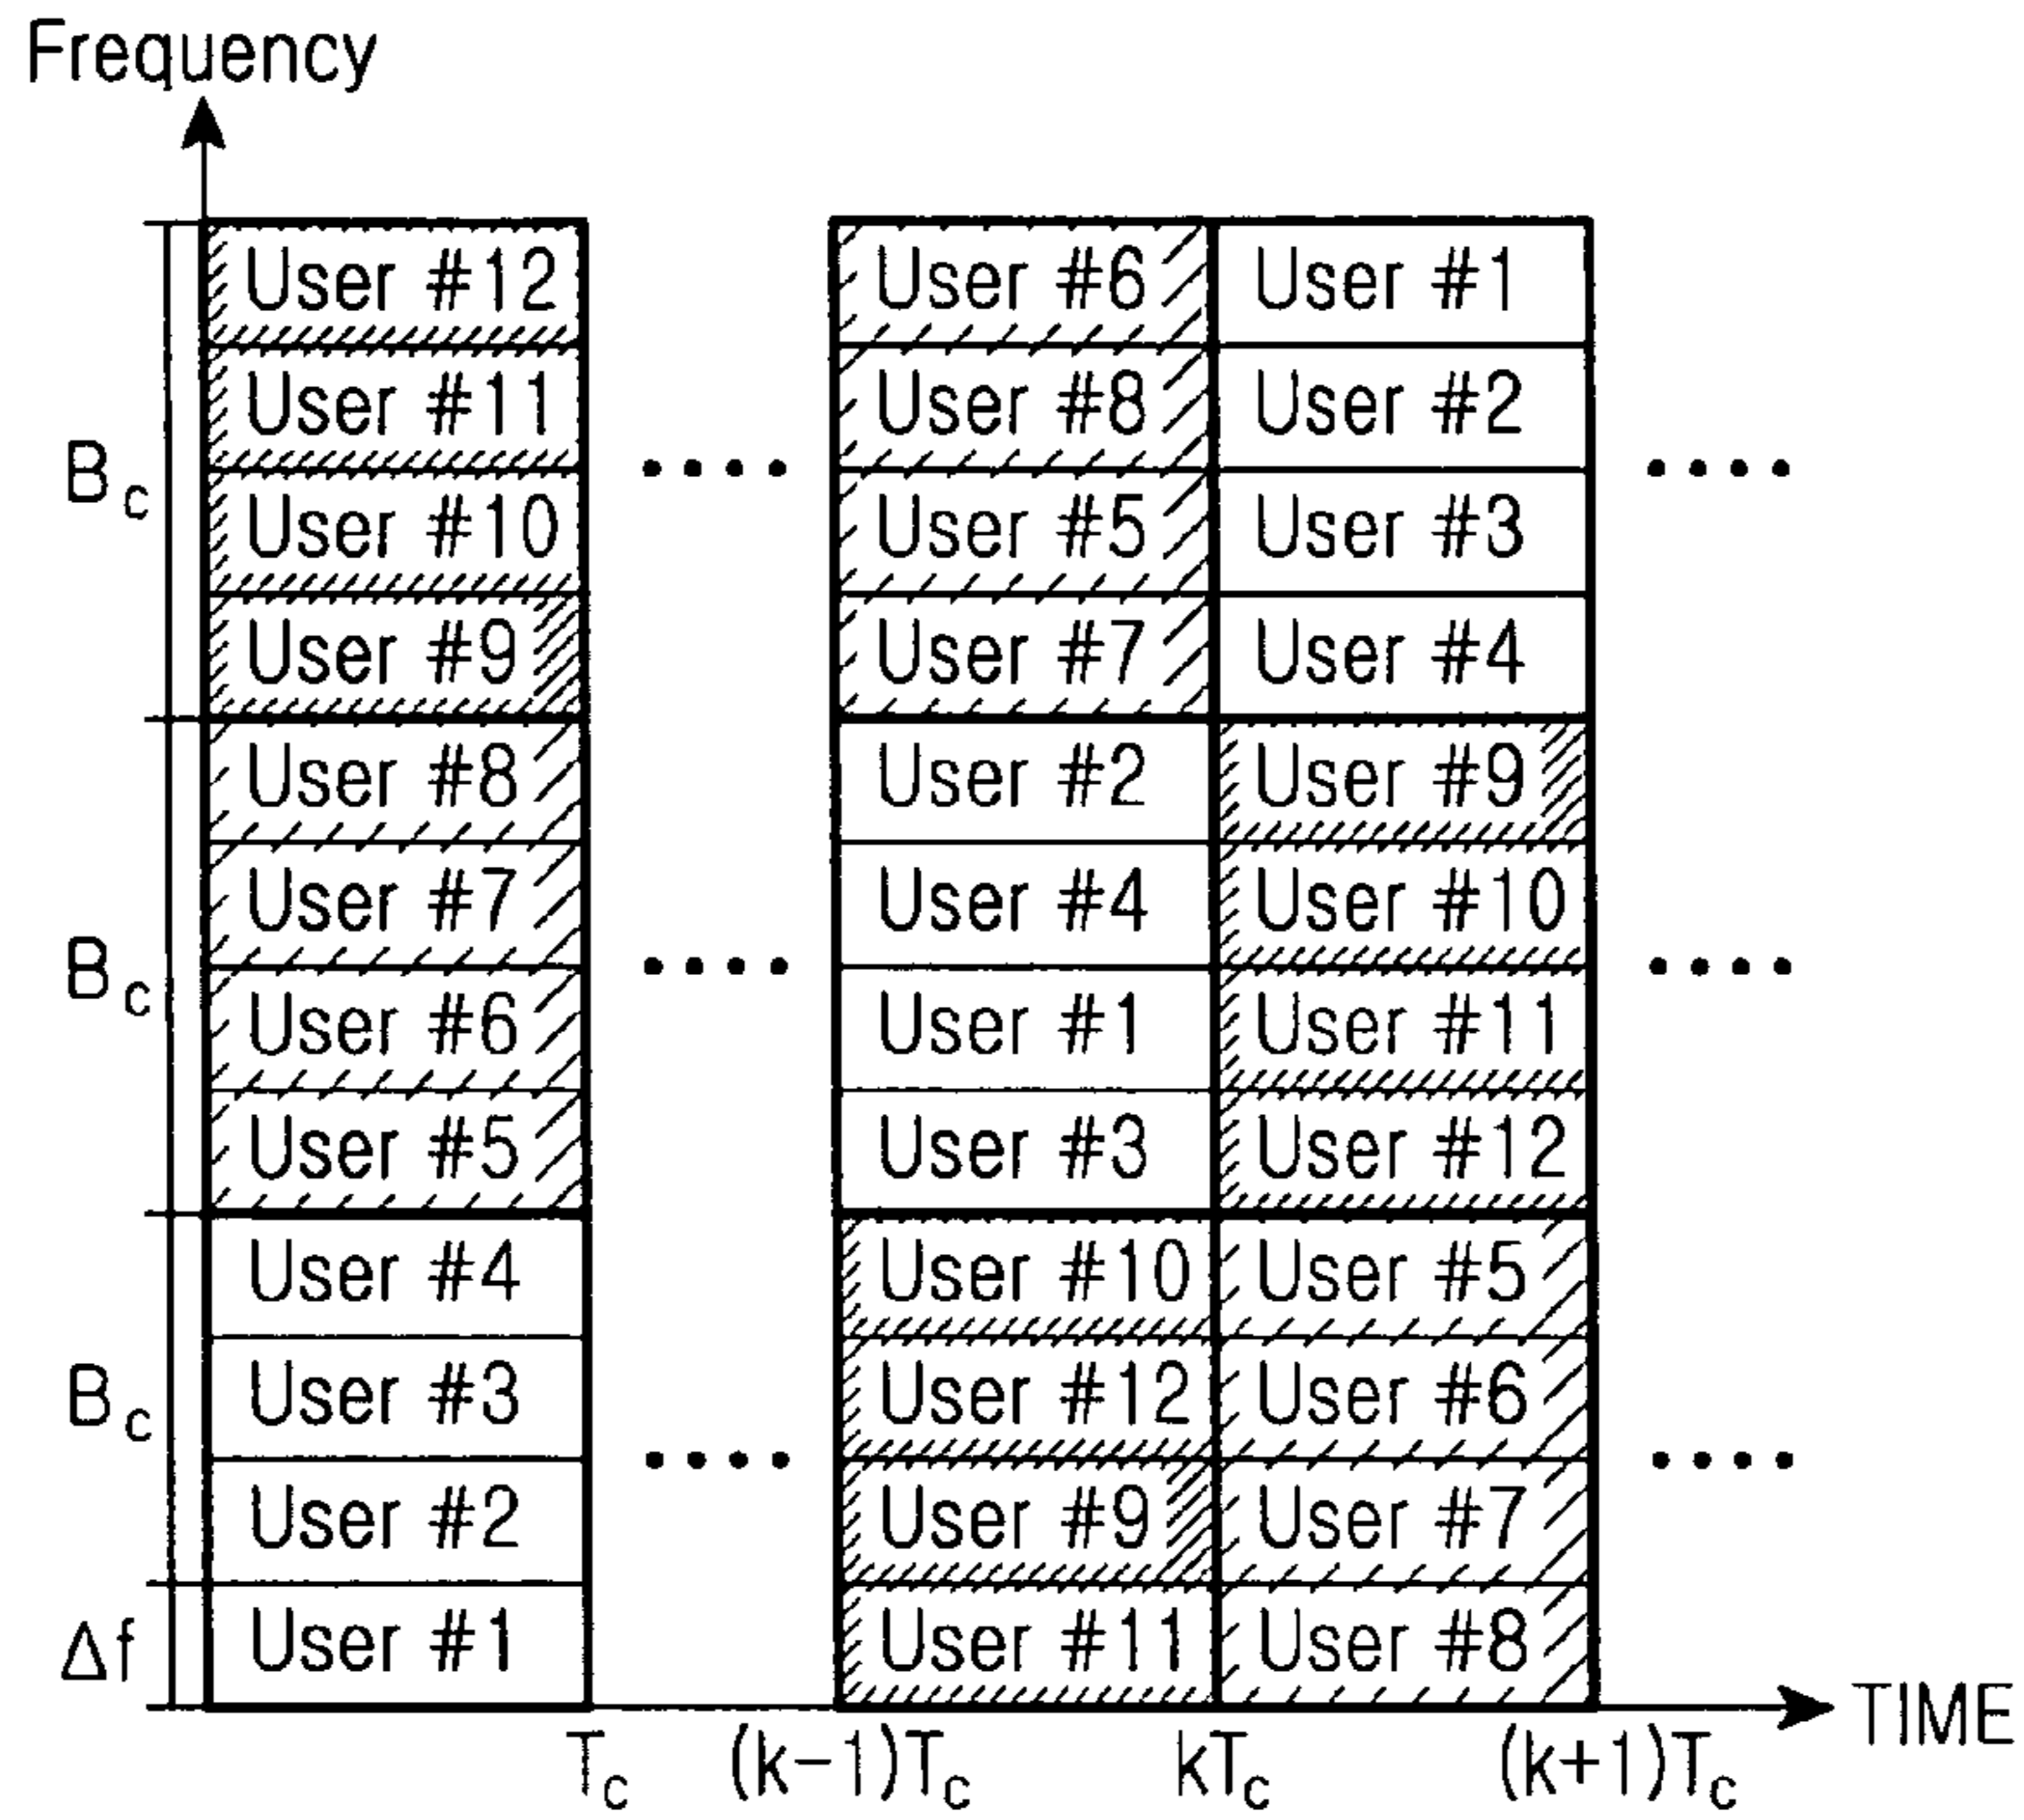 Frequency
User #12 User #6 User #1
User #11 User #8 User #2
B c
User #10 User #5 User #3
User #9 User #7 User #4
User #8 User #2 User #9
User #7 User #4 User #10
B c
User #6 User #1 User #11
User #5 User #3 User #12
User #4 User #10 User #5
B c
User #3 User #12 User #6
User #2 User #9 User #7
Δf User #1 User #11 User #8
TIME
Tc (k-1)Tc kTc (k+1)Tc